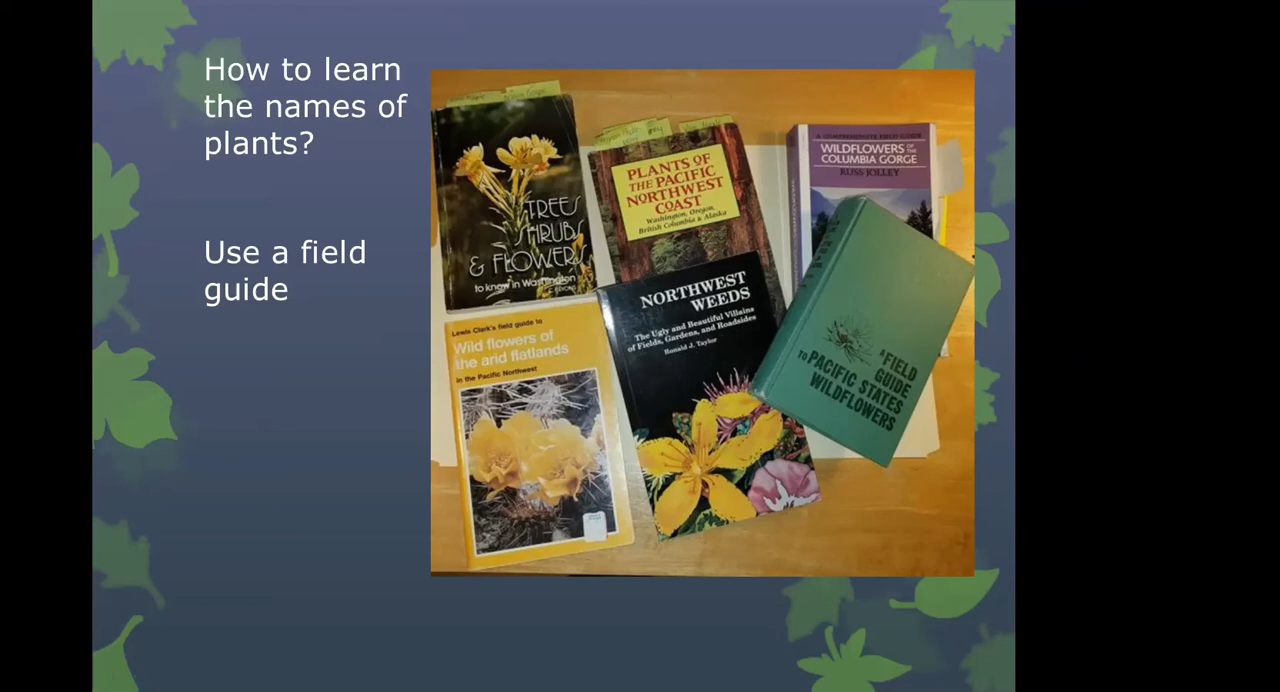 How to learn
the names of
plants?
Use a field
guide
TREES
SHRUBS
& FLOWERS
to know in Washington
PLANTS OF
THE PACIFIC
NORTHWEST
COAST
Washington, Oregon,
British Columbia & Alaska
A COMPREHENSIVE FIELD GUIDE
WILDFLOWERS OF THE
COLUMBIA GORGE
RUSS JOLLEY
Lewis Clark's field guide to
Wild flowers of
the arid flatlands
in the Pacific Northwest
NORTHWEST
WEEDS
The Ugly and Beautiful Villains
of Fields, Gardens, and Roadsides
Ronald J. Taylor
A FIELD
GUIDE
TO PACIFIC STATES
WILDFLOWERS